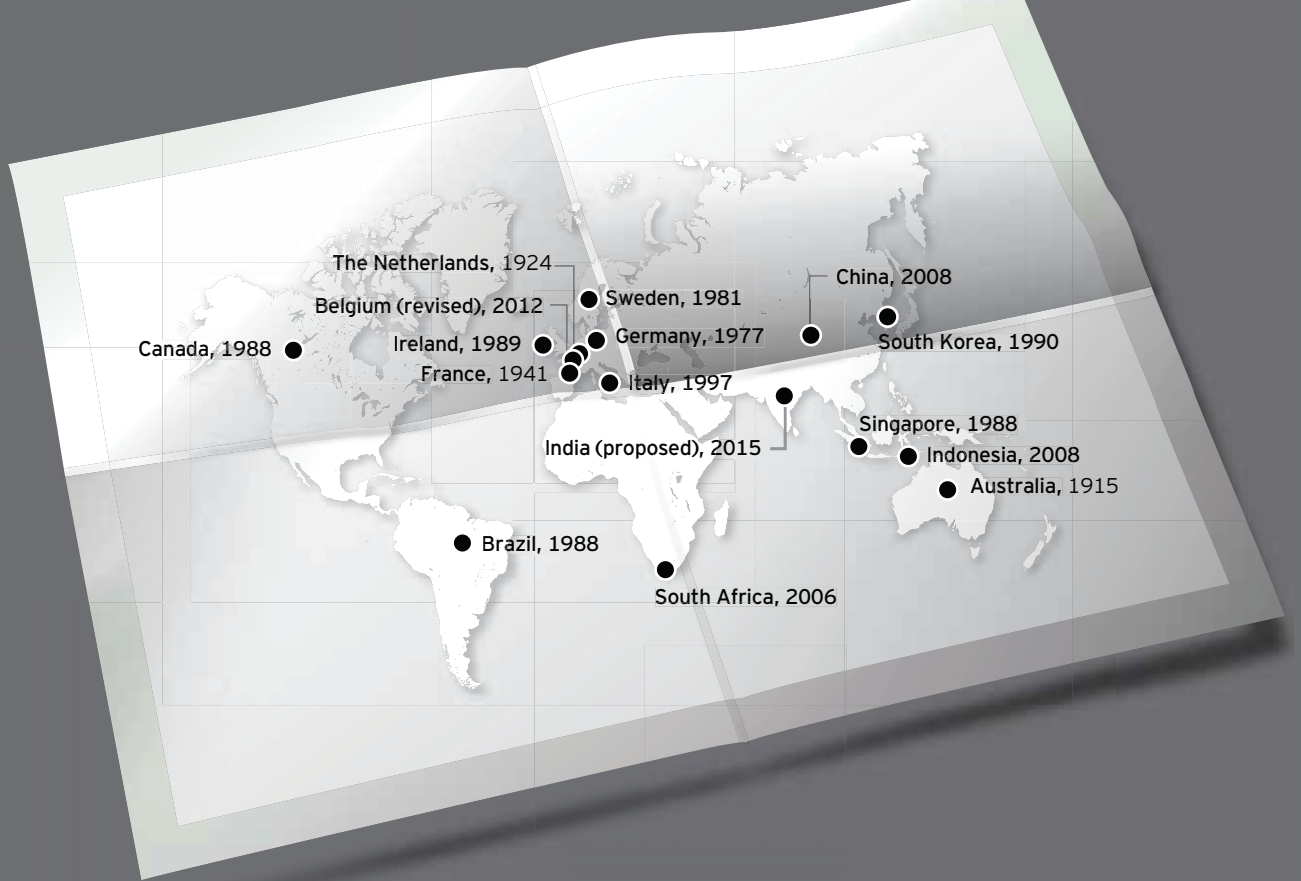 The Netherlands, 1924
China, 2008
Belgium (revised), 2012
Sweden, 1981
Ireland, 1989
Germany, 1977
Canada, 1988
South Korea, 1990
France, 1941
Italy, 1997
Singapore, 1988
India (proposed), 2015
Indonesia, 2008
Australia, 1915
Brazil, 1988
South Africa, 2006